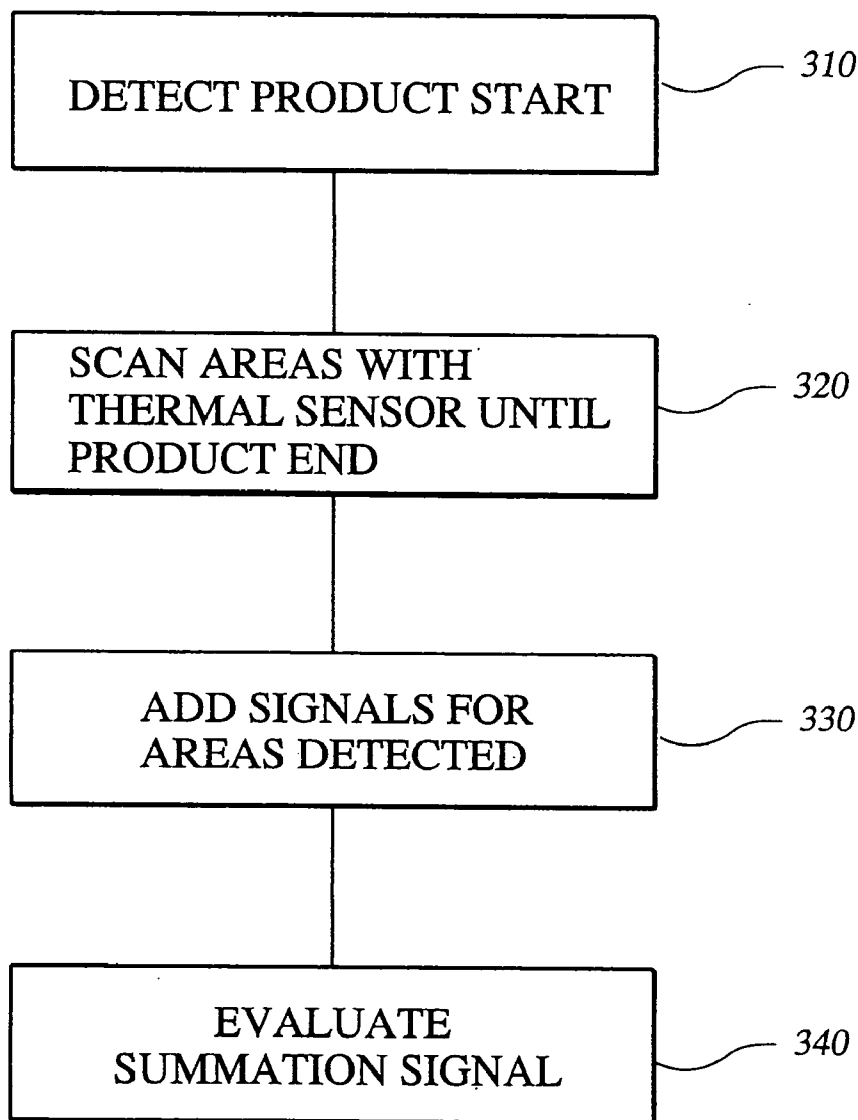 DETECT PRODUCT START
310
SCAN AREAS WITH
THERMAL SENSOR UNTIL
PRODUCT END
320
ADD SIGNALS FOR
AREAS DETECTED
330
EVALUATE
SUMMATION SIGNAL
340